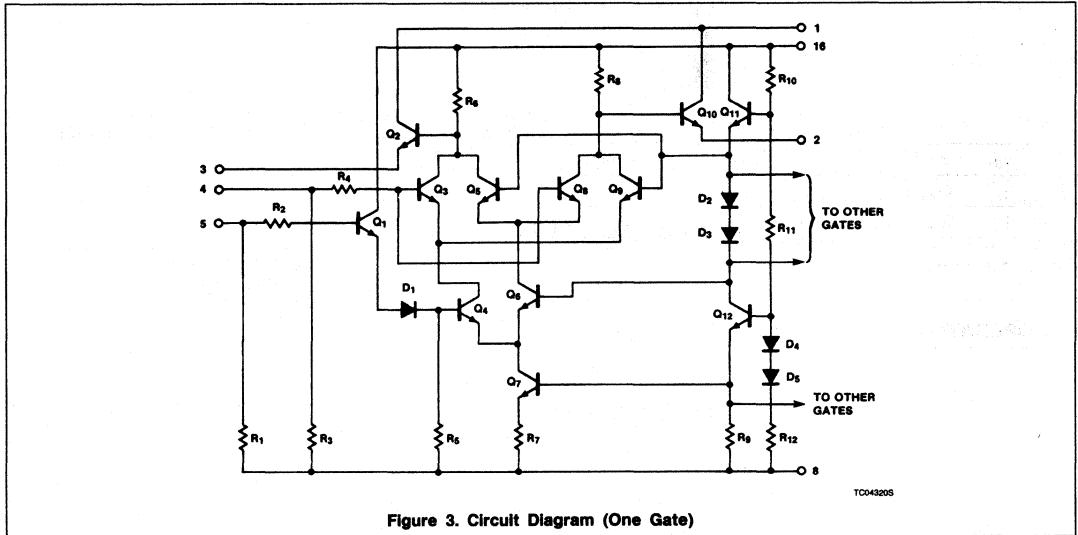 1
16
R6
R8
R10
Q2
Q10
Q11
2
3
4
R4
Q3
Q5
Q8
Q9
D2
TO OTHER
GATES
5
R2
Q1
D3
R11
D1
Q4
Q6
Q12
D4
Q7
D5
TO OTHER
GATES
R1
R3
R5
R7
R9
R12
8
TC04320S
Figure 3. Circuit Diagram (One Gate)